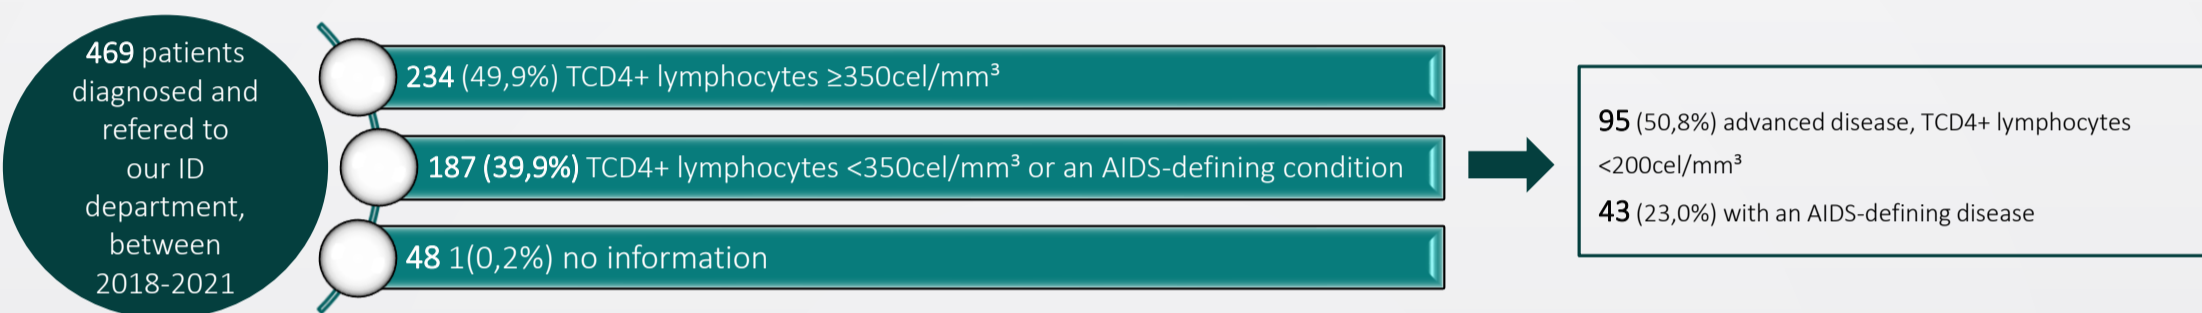 469 patients
diagnosed and
refered to
our ID
department,
between
2018-2021
234 (49,9%) TCD4+ lymphocytes ≥350cel/mm³
187 (39,9%) TCD4+ lymphocytes <350cel/mm³ or an AIDS-defining condition
48 1(0,2%) no information
95 (50,8%) advanced disease, TCD4+ lymphocytes
<200cel/mm³
43 (23,0%) with an AIDS-defining disease